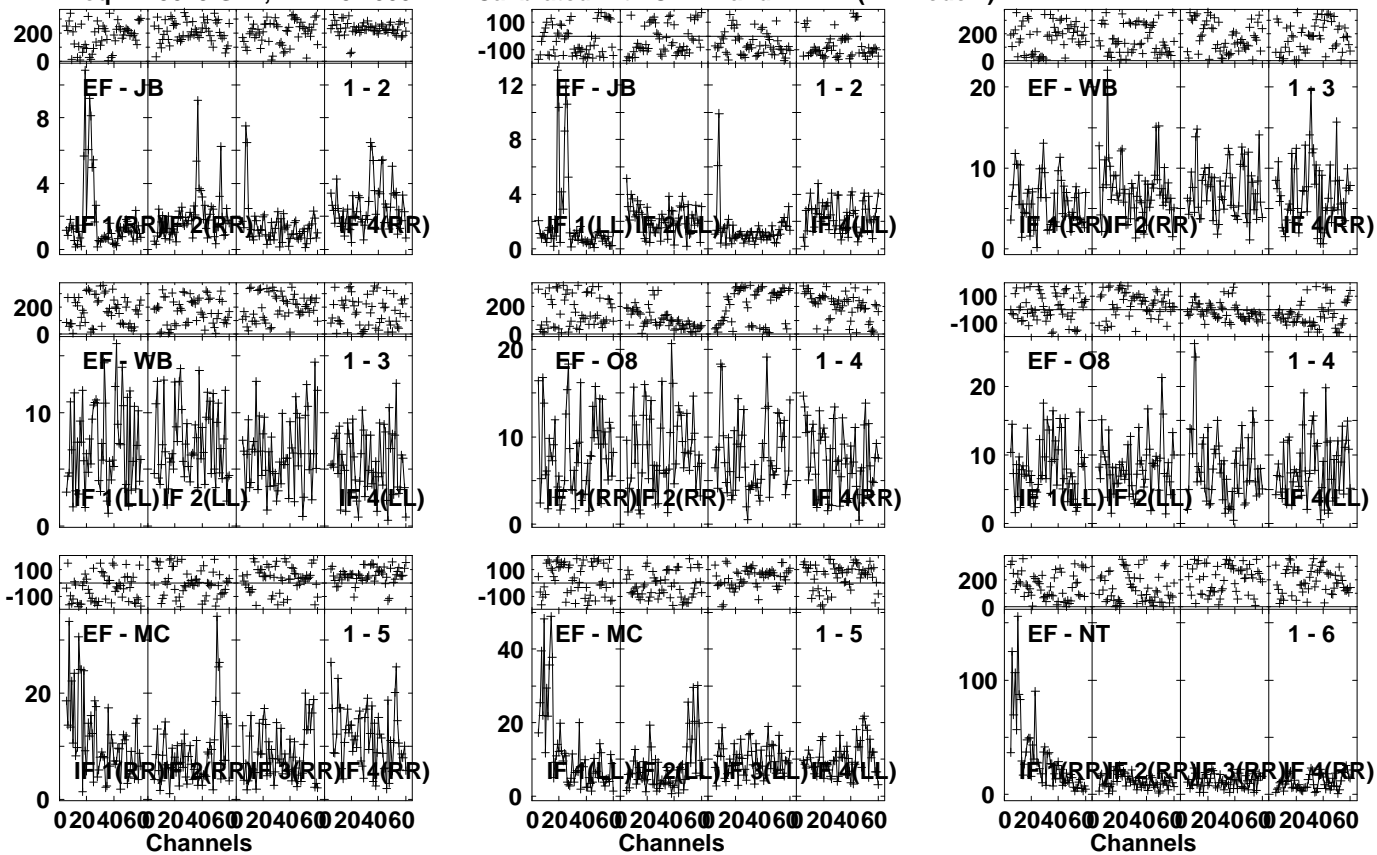 200
0
100
-100
200
0
EF - JB 1 - 2
8
4
0
IF 1(RR) IF 2(RR) IF 4(RR)
EF - JB 1 - 2
12
8
4
0
IF 1(LL) IF 2(LL) IF 4(LL)
EF - WB 1 - 3
20
10
0
IF 1(RR) IF 2(RR) IF 4(RR)
200
0
200
0
100
-100
EF - WB 1 - 3
10
0
IF 1(LL) IF 2(LL) IF 4(LL)
EF - O8 1 - 4
20
10
0
IF 1(RR) IF 2(RR) IF 4(RR)
EF - O8 1 - 4
20
10
0
IF 1(LL) IF 2(LL) IF 4(LL)
100
-100
100
-100
200
0
EF - MC 1 - 5
20
0
IF 1(RR) IF 2(RR) IF 3(RR) IF 4(RR)
EF - MC 1 - 5
40
20
0
IF 1(LL) IF 2(LL) IF 3(LL) IF 4(LL)
EF - NT 1 - 6
100
0
IF 1(RR) IF 2(RR) IF 3(RR) IF 4(RR)
0 20 40 60 0 20 40 60 0 20 40 60 0 20 40 60
0 20 40 60 0 20 40 60 0 20 40 60 0 20 40 60
0 20 40 60 0 20 40 60 0 20 40 60 0 20 40 60
Channels Channels Channels